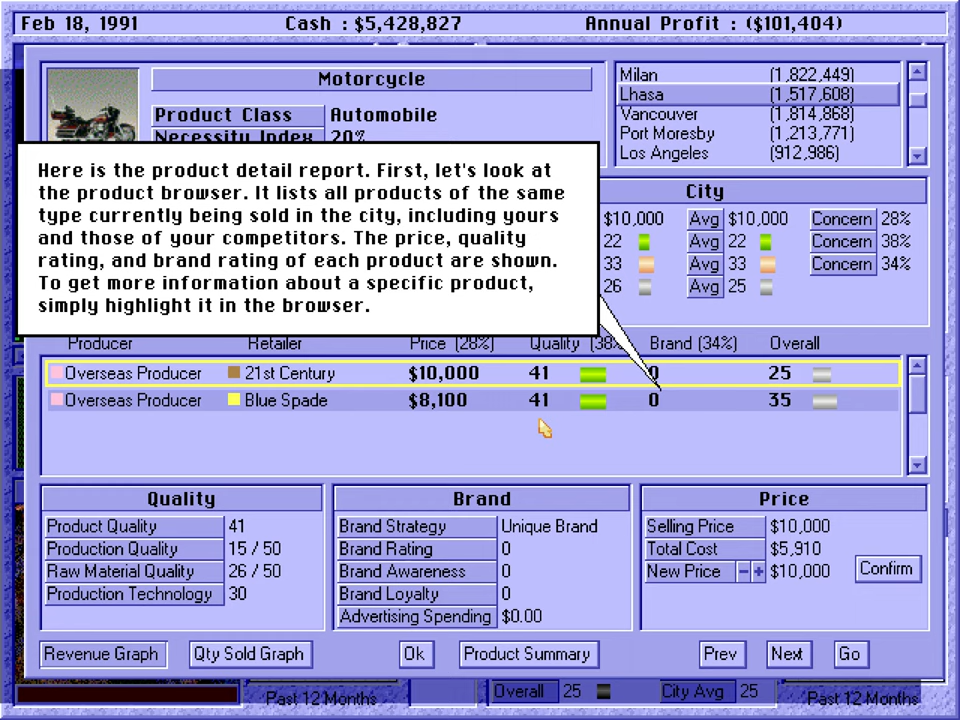 Feb 18, 1991 Cash : $5,428,827 Annual Profit : ($101,404)
Motorcycle
Product Class Automobile
Necessity Index 20%
Milan (1,822,449)
Lhasa (1,517,608)
Vancouver (1,814,868)
Port Moresby (1,213,771)
Los Angeles (912,986)
Here is the product detail report. First, let's look at
the product browser. It lists all products of the same
type currently being sold in the city, including yours
and those of your competitors. The price, quality
rating, and brand rating of each product are shown.
To get more information about a specific product,
simply highlight it in the browser.
City
$10,000 Avg $10,000 Concern 28%
22 Avg 22 Concern 38%
33 Avg 33 Concern 34%
26 Avg 25
Producer Retailer Price (28%) Quality (38%) Brand (34%) Overall
Overseas Producer 21st Century $10,000 41 0 25
Overseas Producer Blue Spade $8,100 41 0 35
Quality
Product Quality 41
Production Quality 15 / 50
Raw Material Quality 26 / 50
Production Technology 30
Brand
Brand Strategy Unique Brand
Brand Rating 0
Brand Awareness 0
Brand Loyalty 0
Advertising Spending $0.00
Price
Selling Price $10,000
Total Cost $5,910
New Price - + $10,000
Confirm
Revenue Graph Qty Sold Graph Ok Product Summary Prev Next Go
Past 12 Months Overall 25 City Avg 25 Past 12 Months